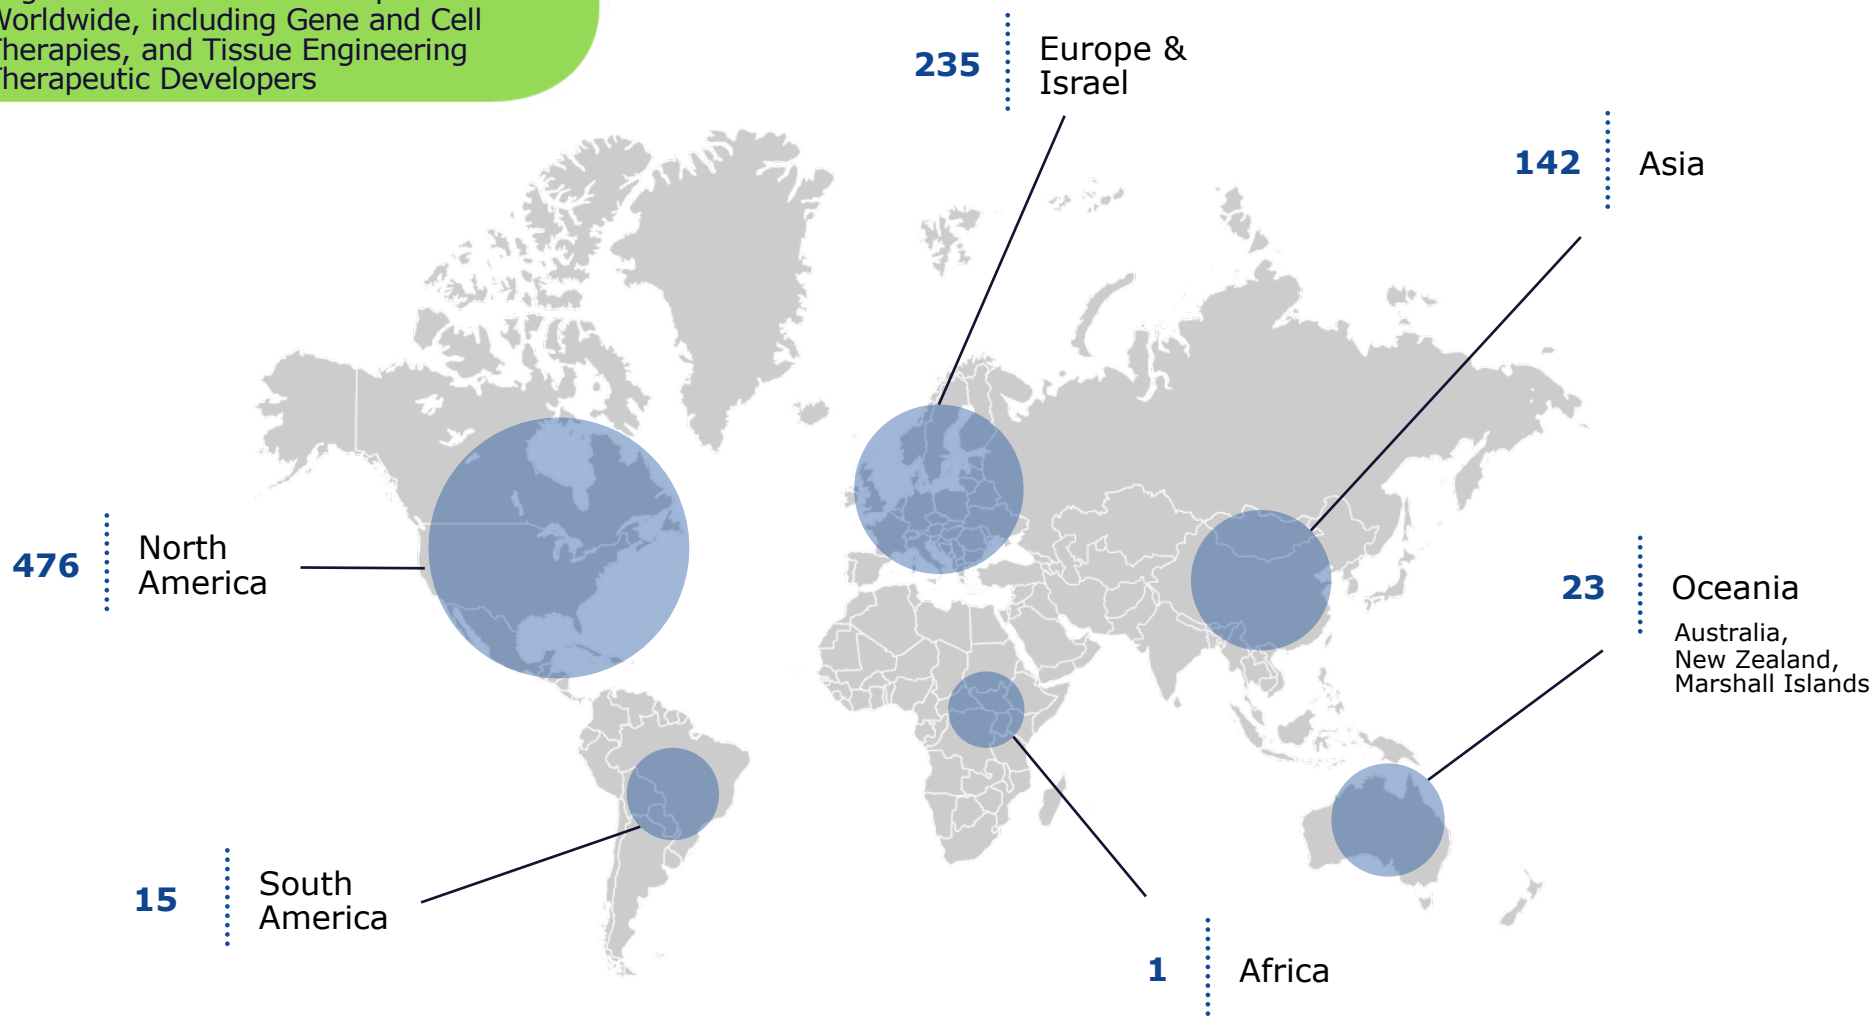 Worldwide, including Gene and Cell
Therapies, and Tissue Engineering
Therapeutic Developers
235
Europe &
Israel
142
Asia
476
North
America
23
Oceania
Australia,
New Zealand,
Marshall Islands
15
South
America
1
Africa